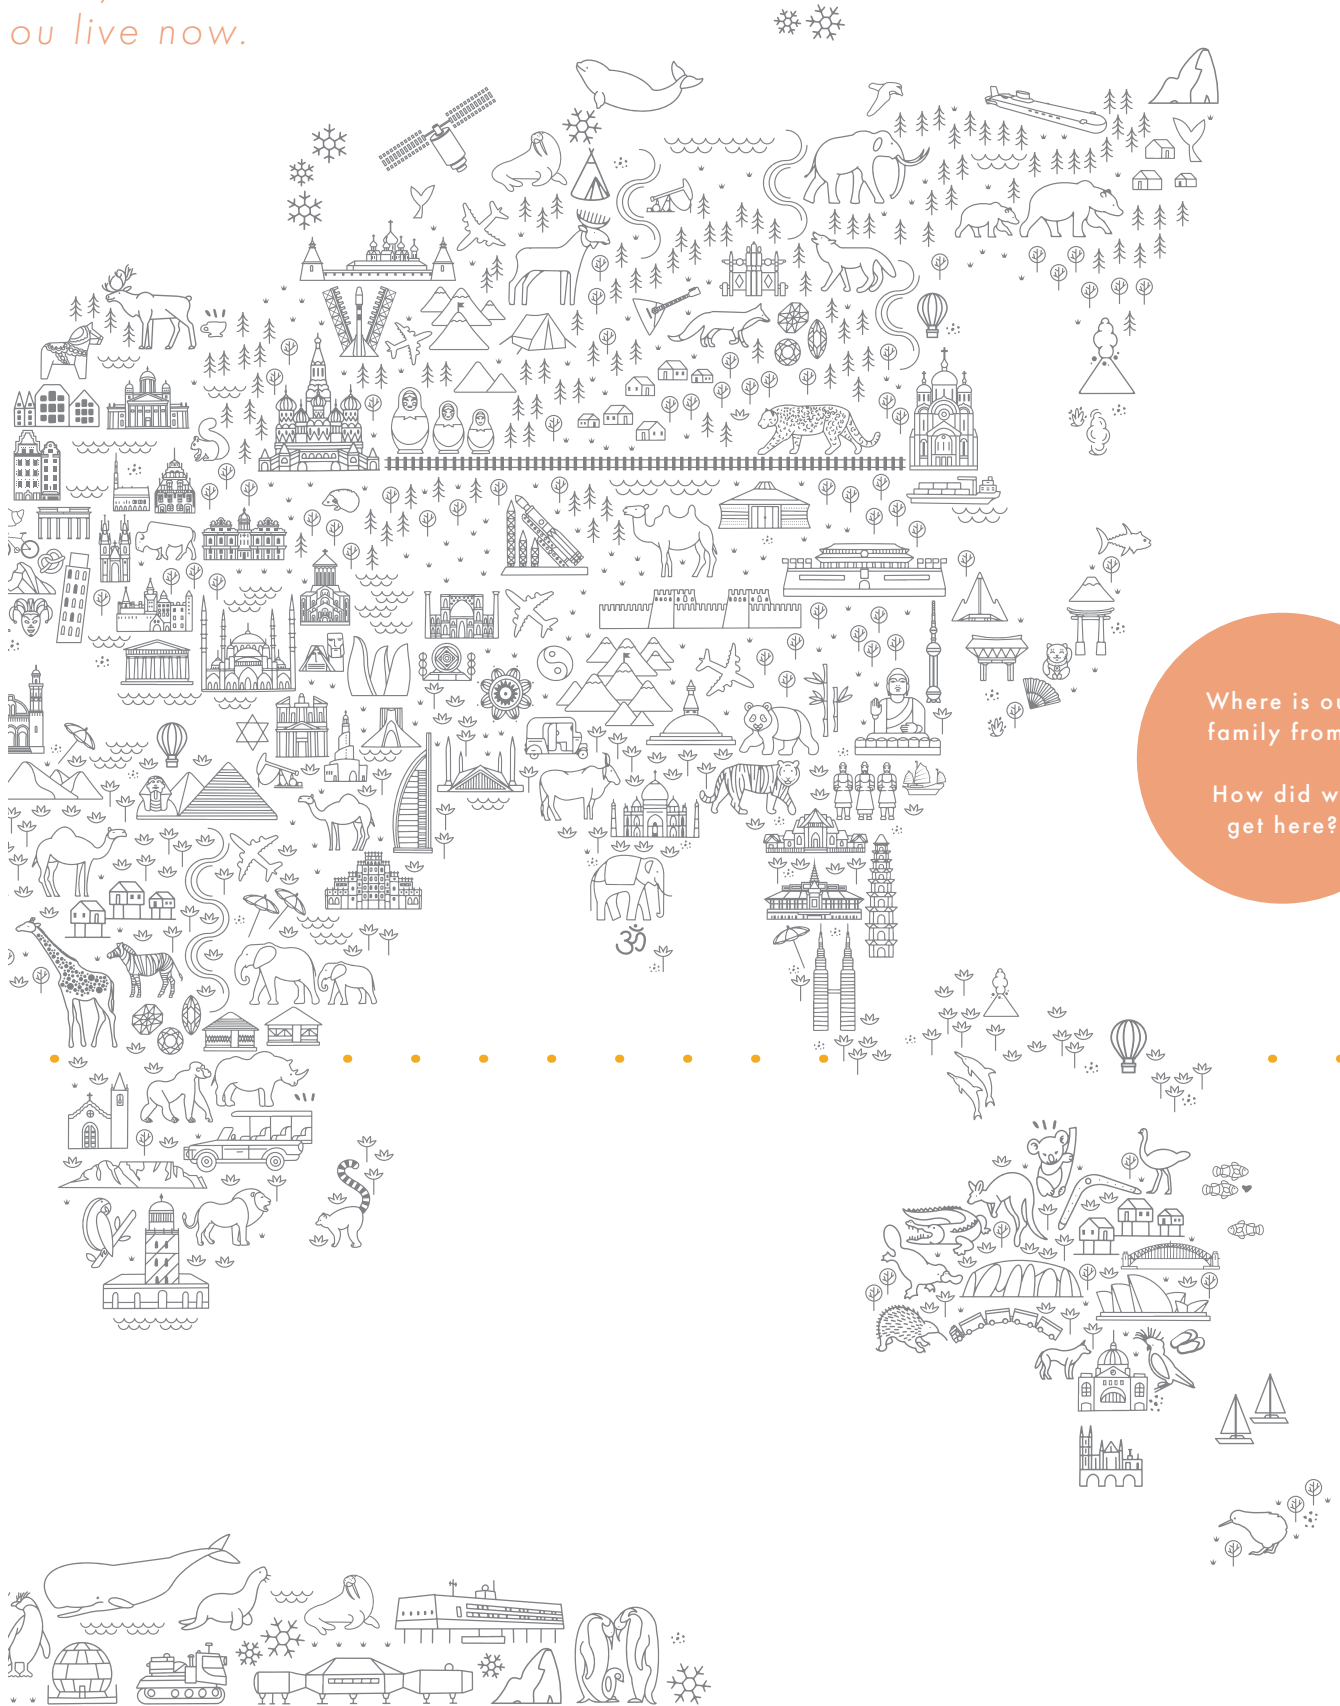 ou live now.
Where is ou
family from
How did w
get here?
ॐ